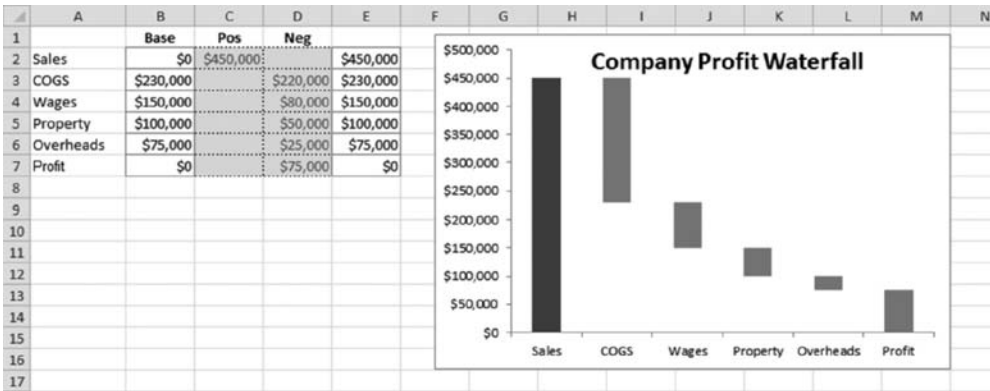 A B C D E F G H I J K L M N
1 Base Pos Neg
2 Sales $0 $450,000 $450,000
3 COGS $230,000 $220,000 $230,000
4 Wages $150,000 $80,000 $150,000
5 Property $100,000 $50,000 $100,000
6 Overheads $75,000 $25,000 $75,000
7 Profit $0 $75,000 $0
8
9
10
11
12
13
14
15
16
17
Company Profit Waterfall
$500,000
$450,000
$400,000
$350,000
$300,000
$250,000
$200,000
$150,000
$100,000
$50,000
$0
Sales COGS Wages Property Overheads Profit